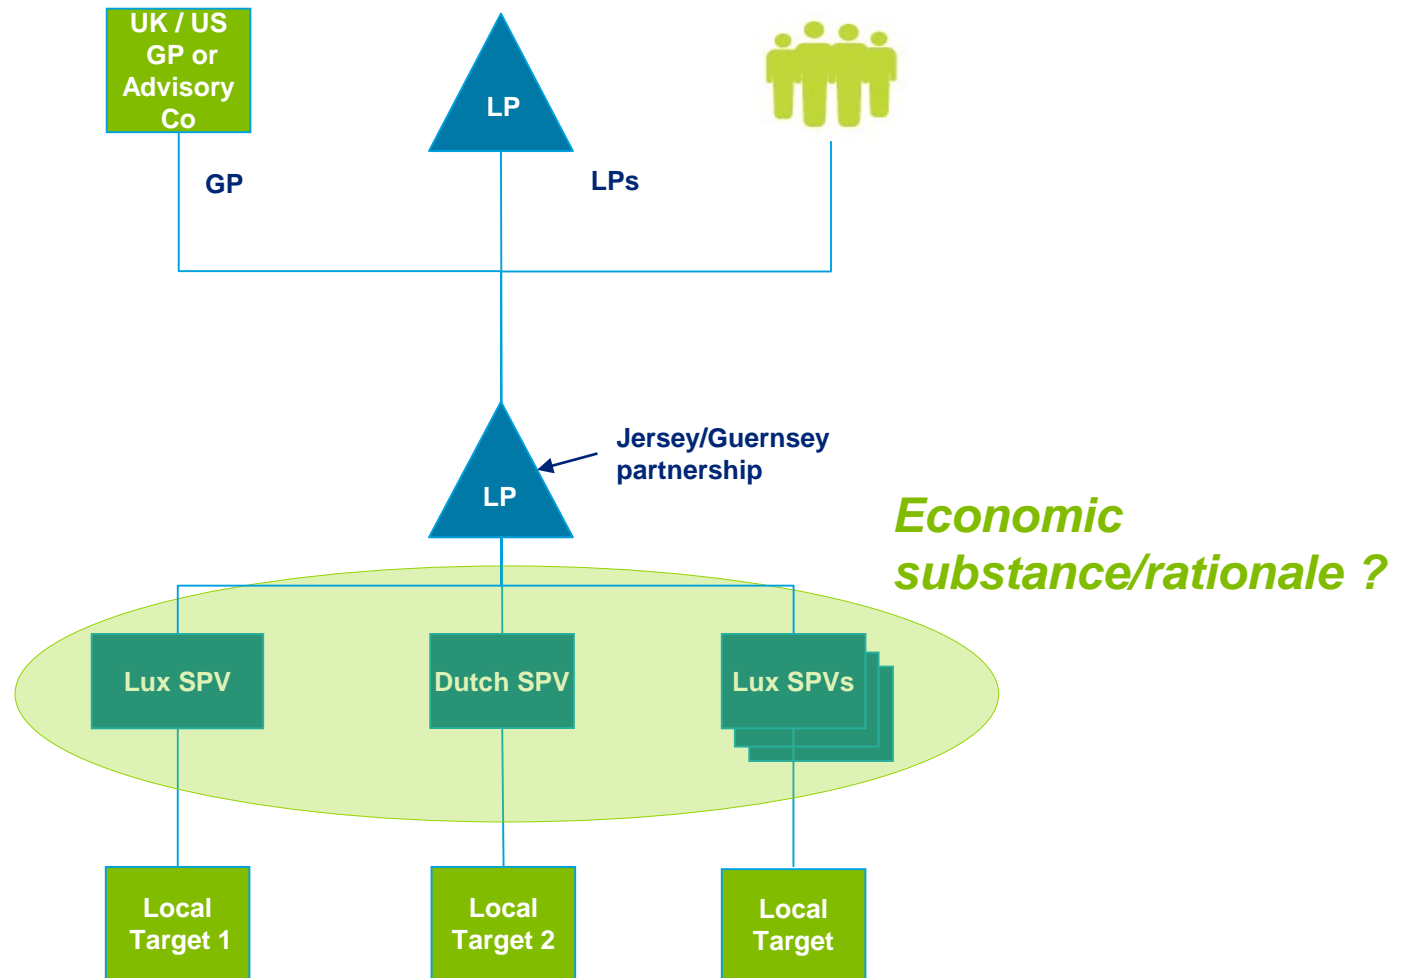 UK / US
GP or
Advisory
Co
LP
GP
LPs
Jersey/Guernsey
partnership
LP
Economic
substance/rationale ?
Lux SPV
Dutch SPV
Lux SPVs
Local
Target 1
Local
Target 2
Local
Target